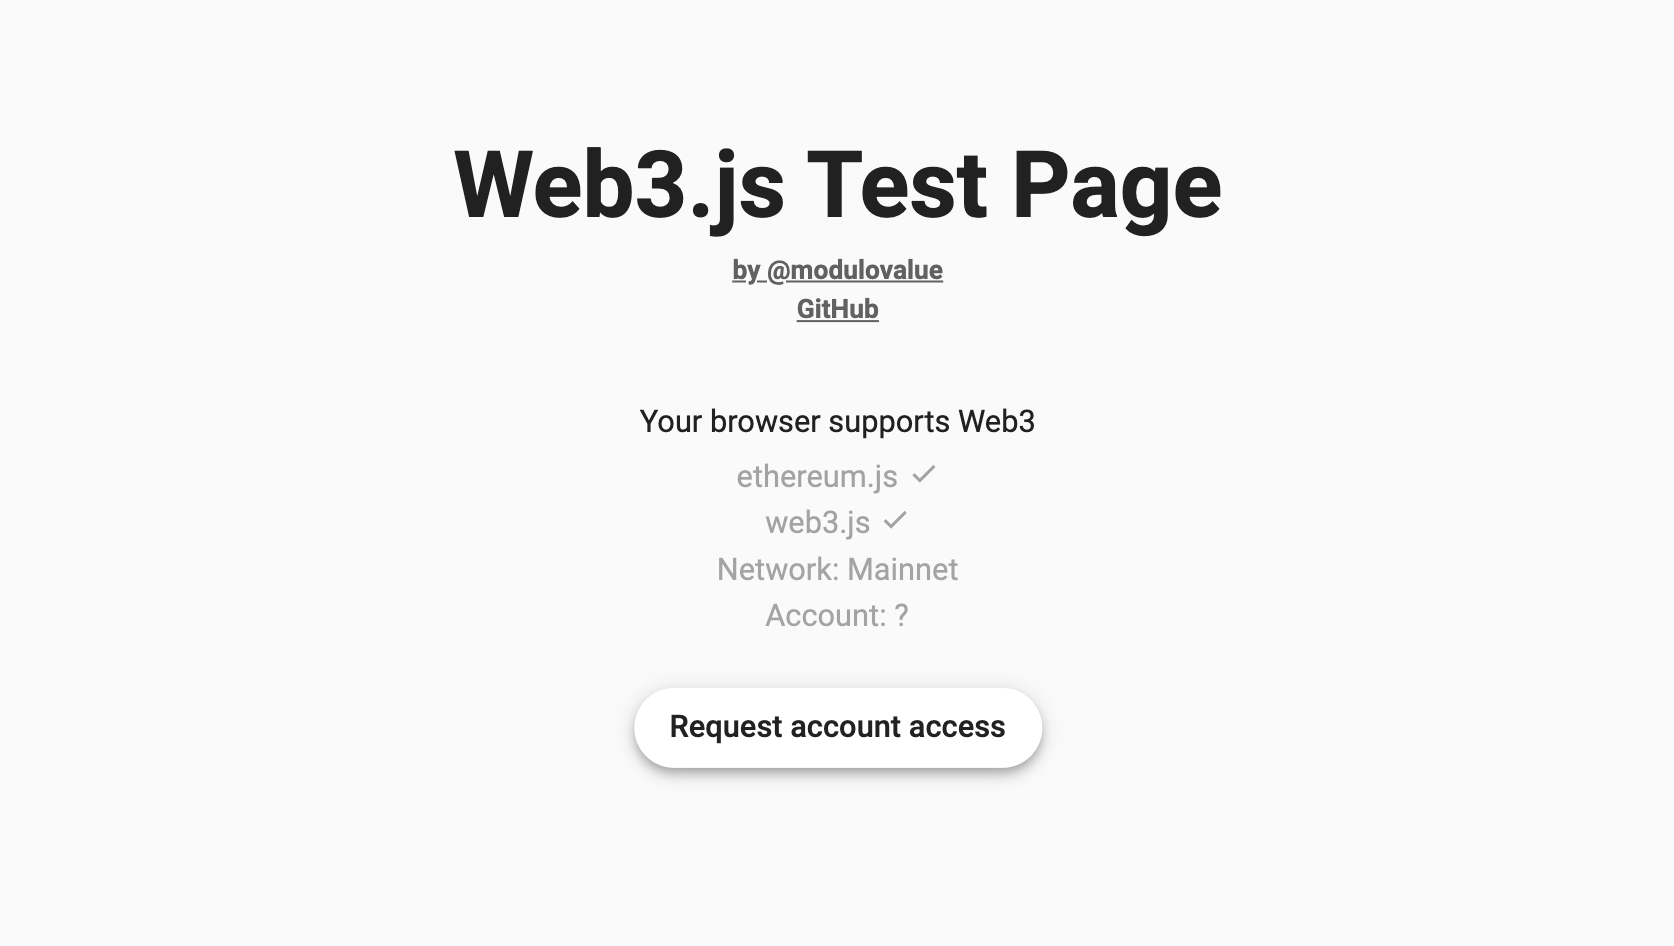 Web3.js Test Page
by @modulovalue
GitHub
Your browser supports Web3
ethereum.js ✓
web3.js ✓
Network: Mainnet
Account: ?
Request account access